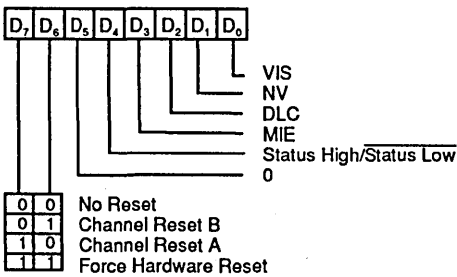 D₇ D₆ D₅ D₄ D₃ D₂ D₁ D₀
VIS
NV
DLC
MIE
Status High/Status Low
0
0 0 No Reset
0 1 Channel Reset B
1 0 Channel Reset A
1 1 Force Hardware Reset